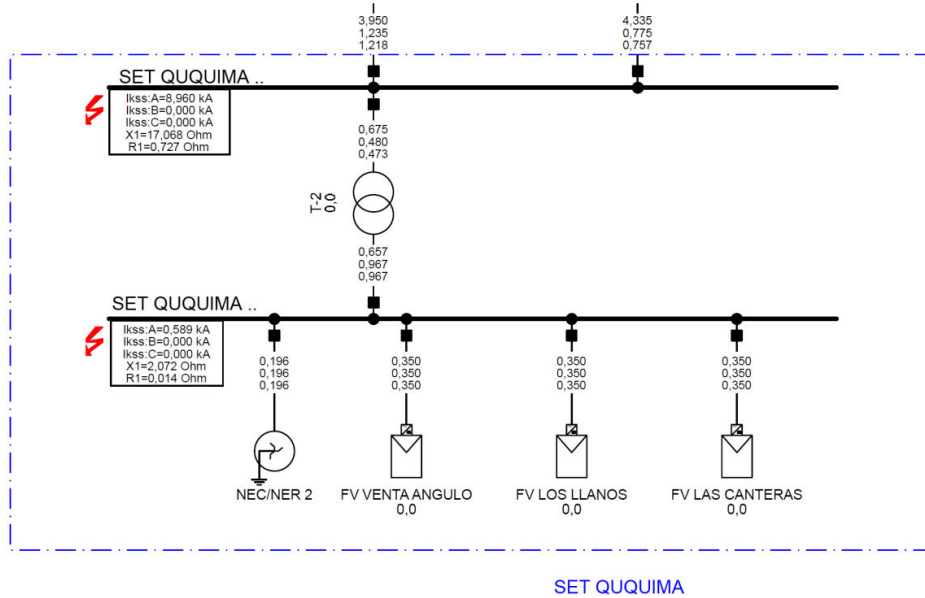 3,950
1,235
1,218
4,335
0,775
0,757
SET QUQUIMA ..
Ikss:A=8,960 kA
Ikss:B=0,000 kA
Ikss:C=0,000 kA
X1=17,068 Ohm
R1=0,727 Ohm
0,675
0,480
0,473
T-2
0,0
0,657
0,967
0,967
SET QUQUIMA ..
Ikss:A=0,589 kA
Ikss:B=0,000 kA
Ikss:C=0,000 kA
X1=2,072 Ohm
R1=0,014 Ohm
0,196
0,196
0,196
0,350
0,350
0,350
0,350
0,350
0,350
0,350
0,350
0,350
NEC/NER 2
FV VENTA ANGULO
0,0
FV LOS LLANOS
0,0
FV LAS CANTERAS
0,0
SET QUQUIMA